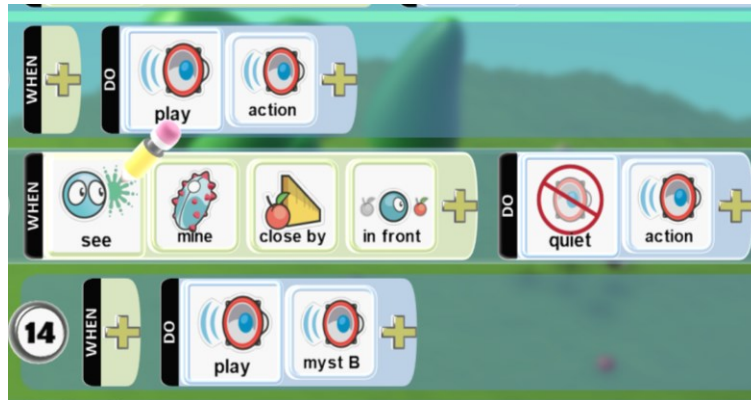 WHEN DO play action
WHEN see mine close by in front DO quiet action
14 WHEN DO play myst B